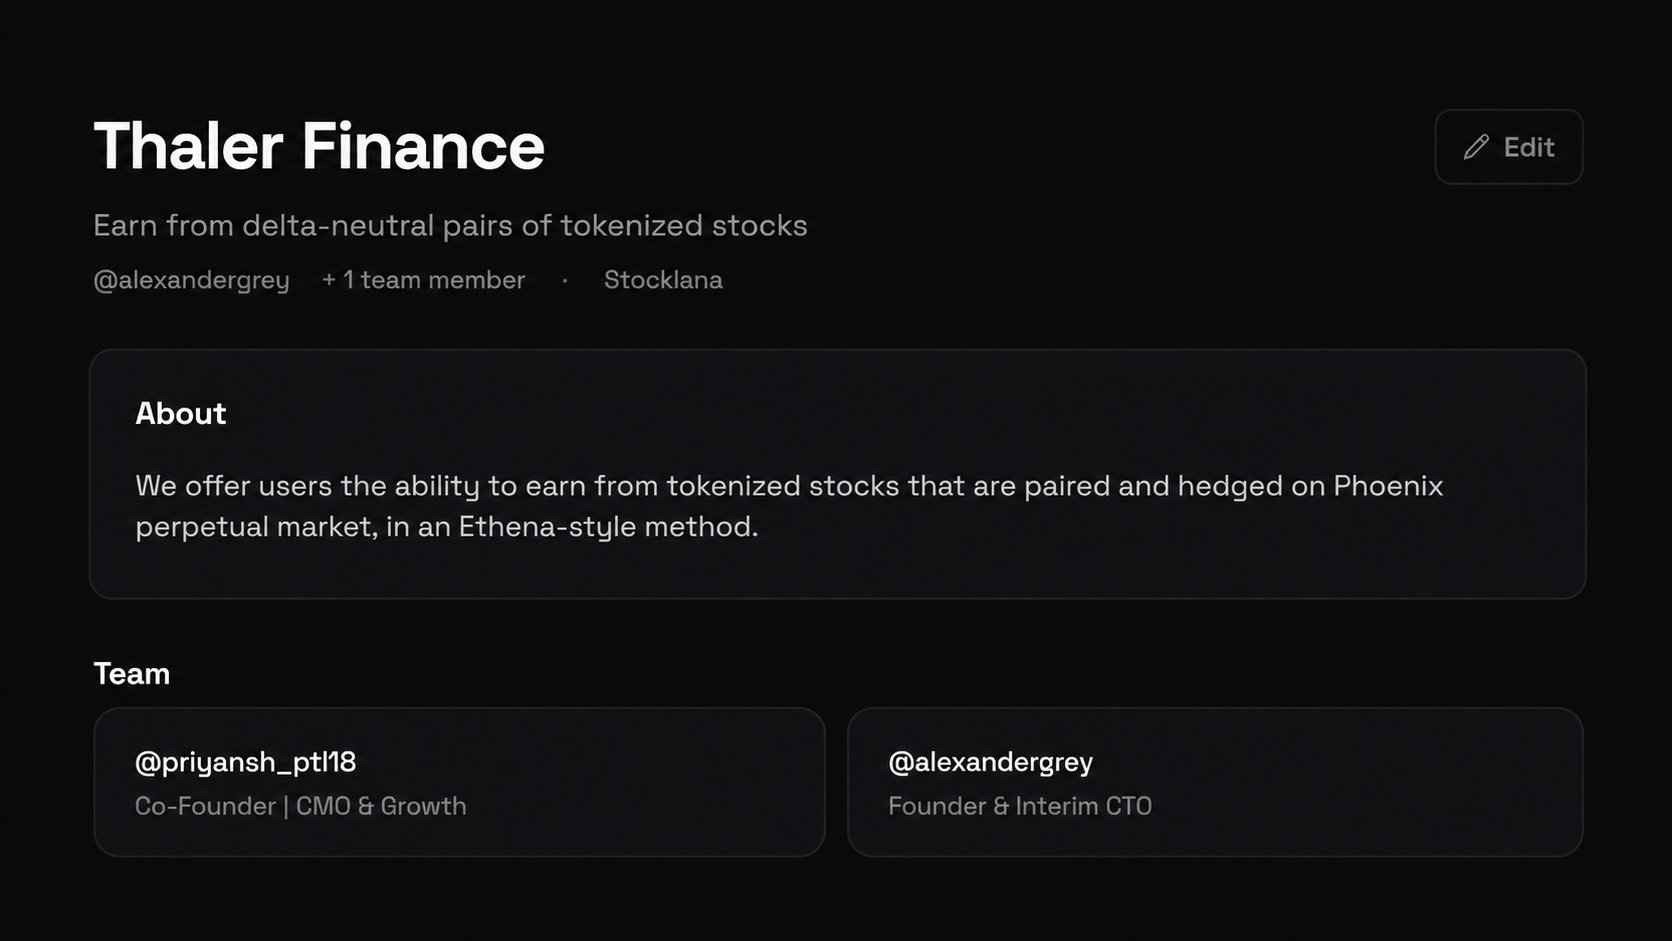 Thaler Finance
Edit
Earn from delta-neutral pairs of tokenized stocks
@alexandergrey + 1 team member · Stocklana
About
We offer users the ability to earn from tokenized stocks that are paired and hedged on Phoenix
perpetual market, in an Ethena-style method.
Team
@priyansh_ptl18
Co-Founder | CMO & Growth
@alexandergrey
Founder & Interim CTO